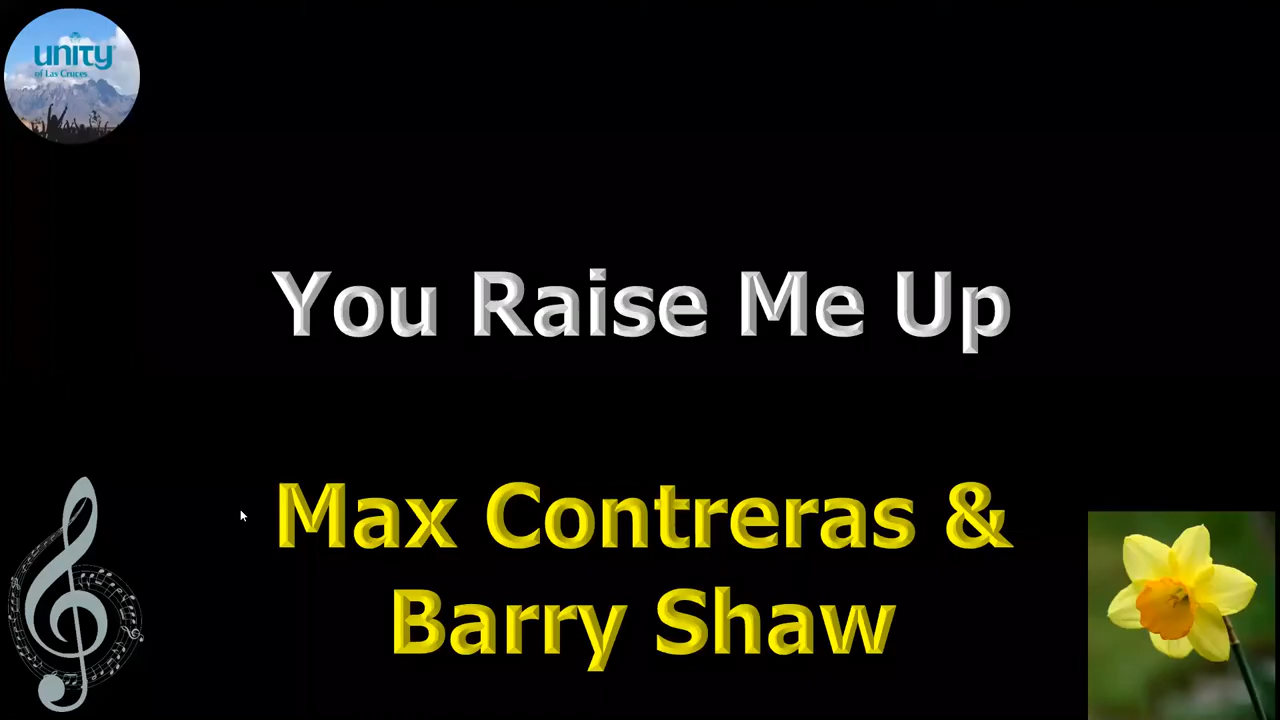 unity
of Las Cruces
You Raise Me Up
Max Contreras &
Barry Shaw